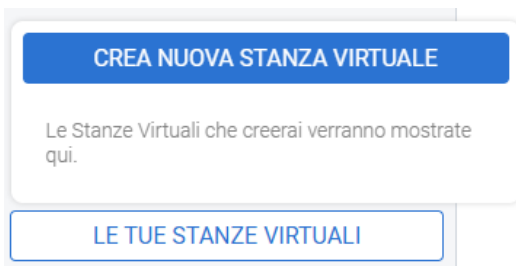 CREA NUOVA STANZA VIRTUALE
Le Stanze Virtuali che creerai verranno mostrate
qui.
LE TUE STANZE VIRTUALI